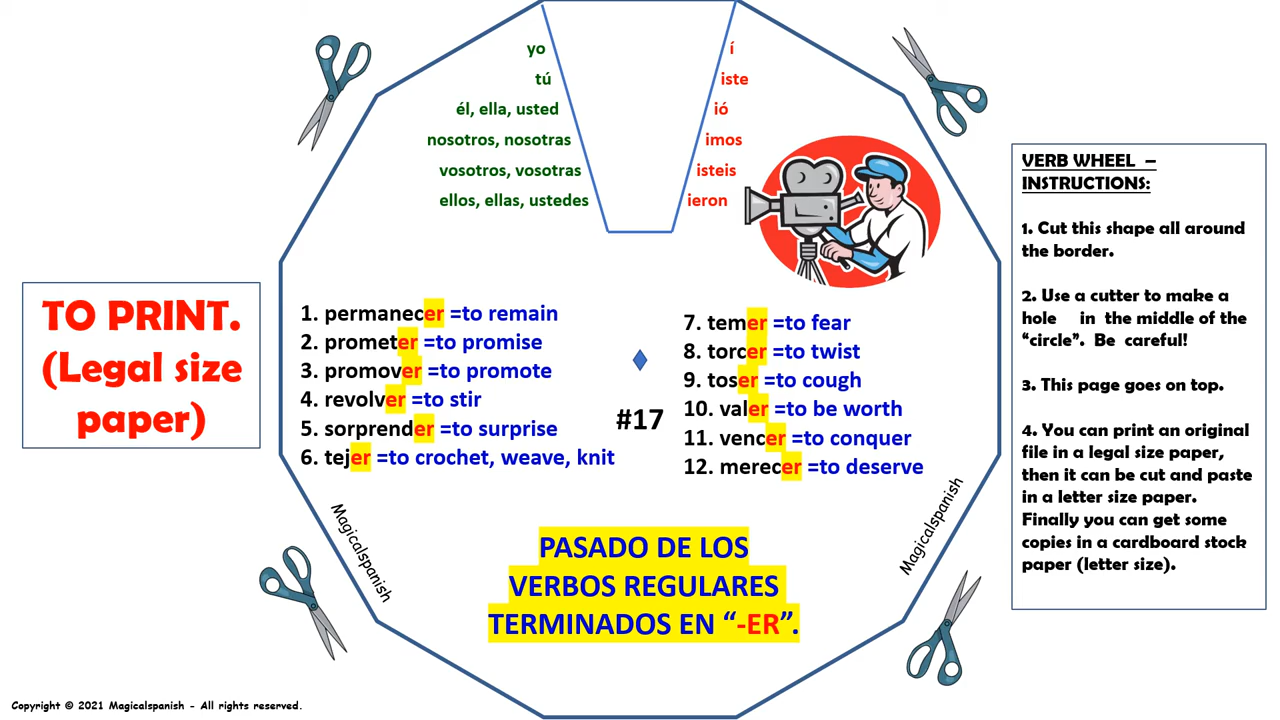 yo
tú
él, ella, usted
nosotros, nosotras
vosotros, vosotras
ellos, ellas, ustedes
í
iste
ió
imos
isteis
ieron
TO PRINT.
(Legal size
paper)
1. permanecer =to remain
2. prometer =to promise
3. promover =to promote
4. revolver =to stir
5. sorprender =to surprise
6. tejer =to crochet, weave, knit
#17
7. temer =to fear
8. torcer =to twist
9. toser =to cough
10. valer =to be worth
11. vencer =to conquer
12. merecer =to deserve
Magicalspanish
Magicalspanish
PASADO DE LOS
VERBOS REGULARES
TERMINADOS EN “-ER”.
VERB WHEEL –
INSTRUCTIONS:
1. Cut this shape all around
the border.
2. Use a cutter to make a
hole in the middle of the
“circle”. Be careful!
3. This page goes on top.
4. You can print an original
file in a legal size paper,
then it can be cut and paste
in a letter size paper.
Finally you can get some
copies in a cardboard stock
paper (letter size).
Copyright © 2021 Magicalspanish - All rights reserved.